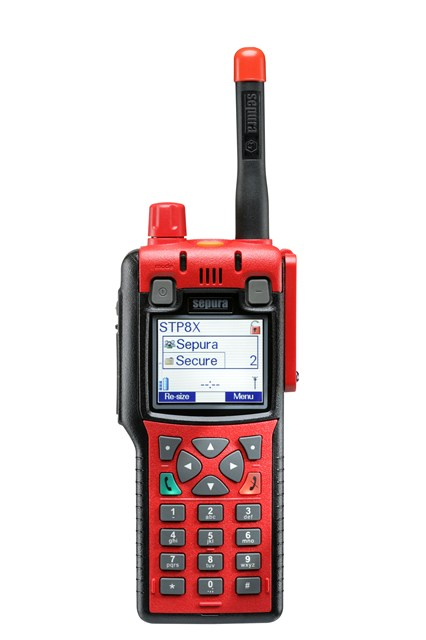 sepura
sepura
STP8X
Sepura
Secure 2
--:--
Re-size Menu
1
2 abc
3 def
4 ghi
5 jkl
6 mno
7 pqrs
8 tuv
9 wxyz
*
0
#